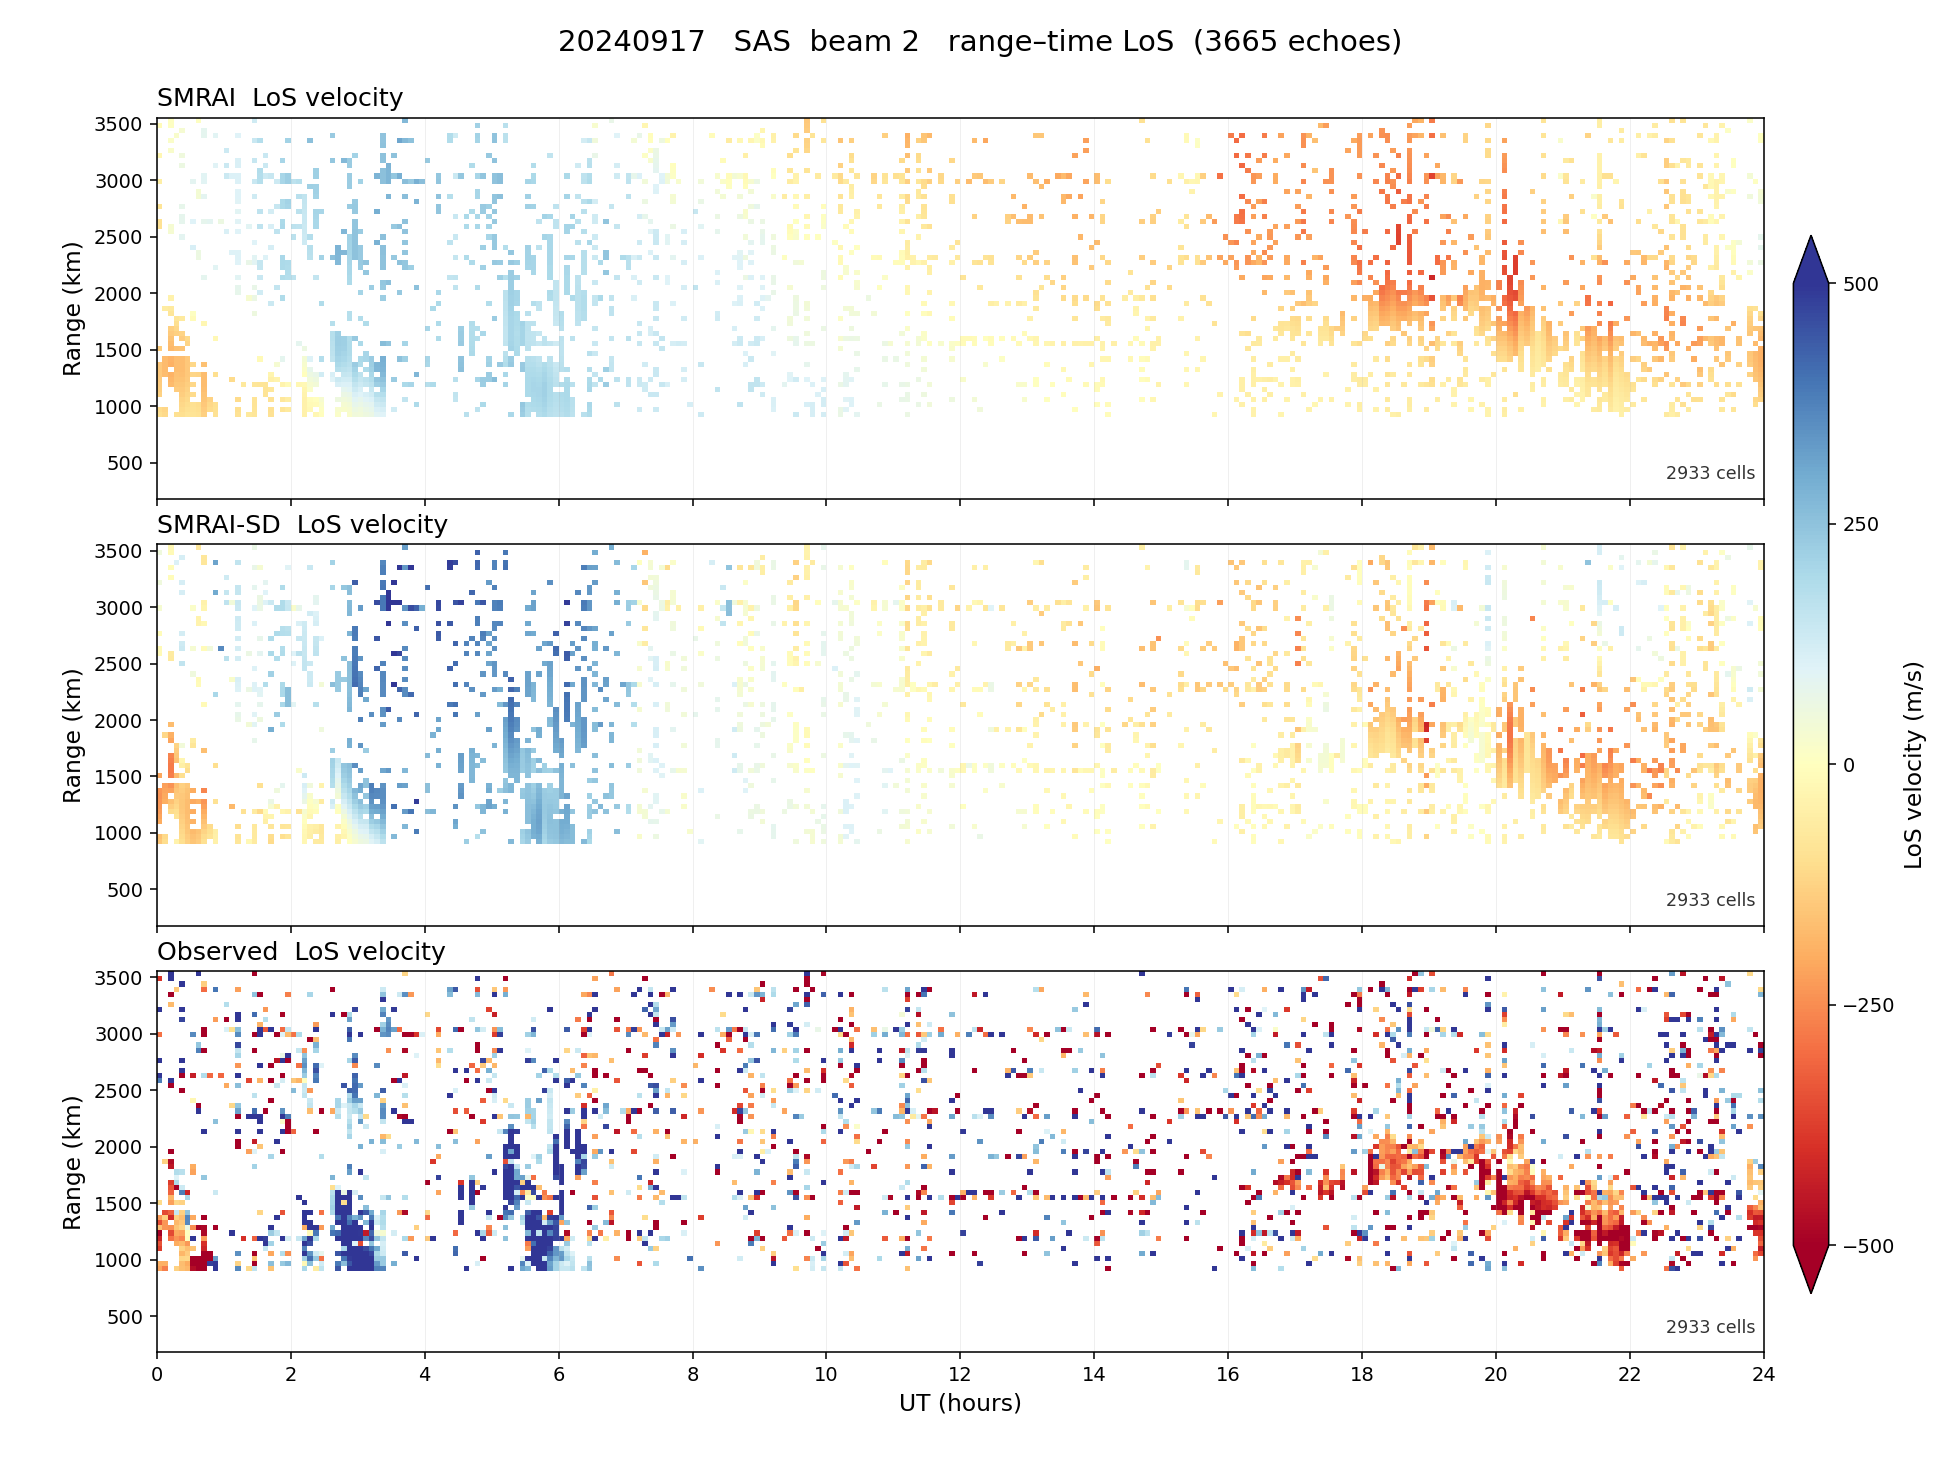 20240917   SAS  beam 2   range–time LoS  (3665 echoes)
SMRAI  LoS velocity
3500
3000
2500
2000
1500
1000
500
Range (km)
2933 cells
SMRAI-SD  LoS velocity
3500
3000
2500
2000
1500
1000
500
Range (km)
2933 cells
Observed  LoS velocity
3500
3000
2500
2000
1500
1000
500
Range (km)
2933 cells
0 2 4 6 8 10 12 14 16 18 20 22 24
UT (hours)
500
250
0
−250
−500
LoS velocity (m/s)